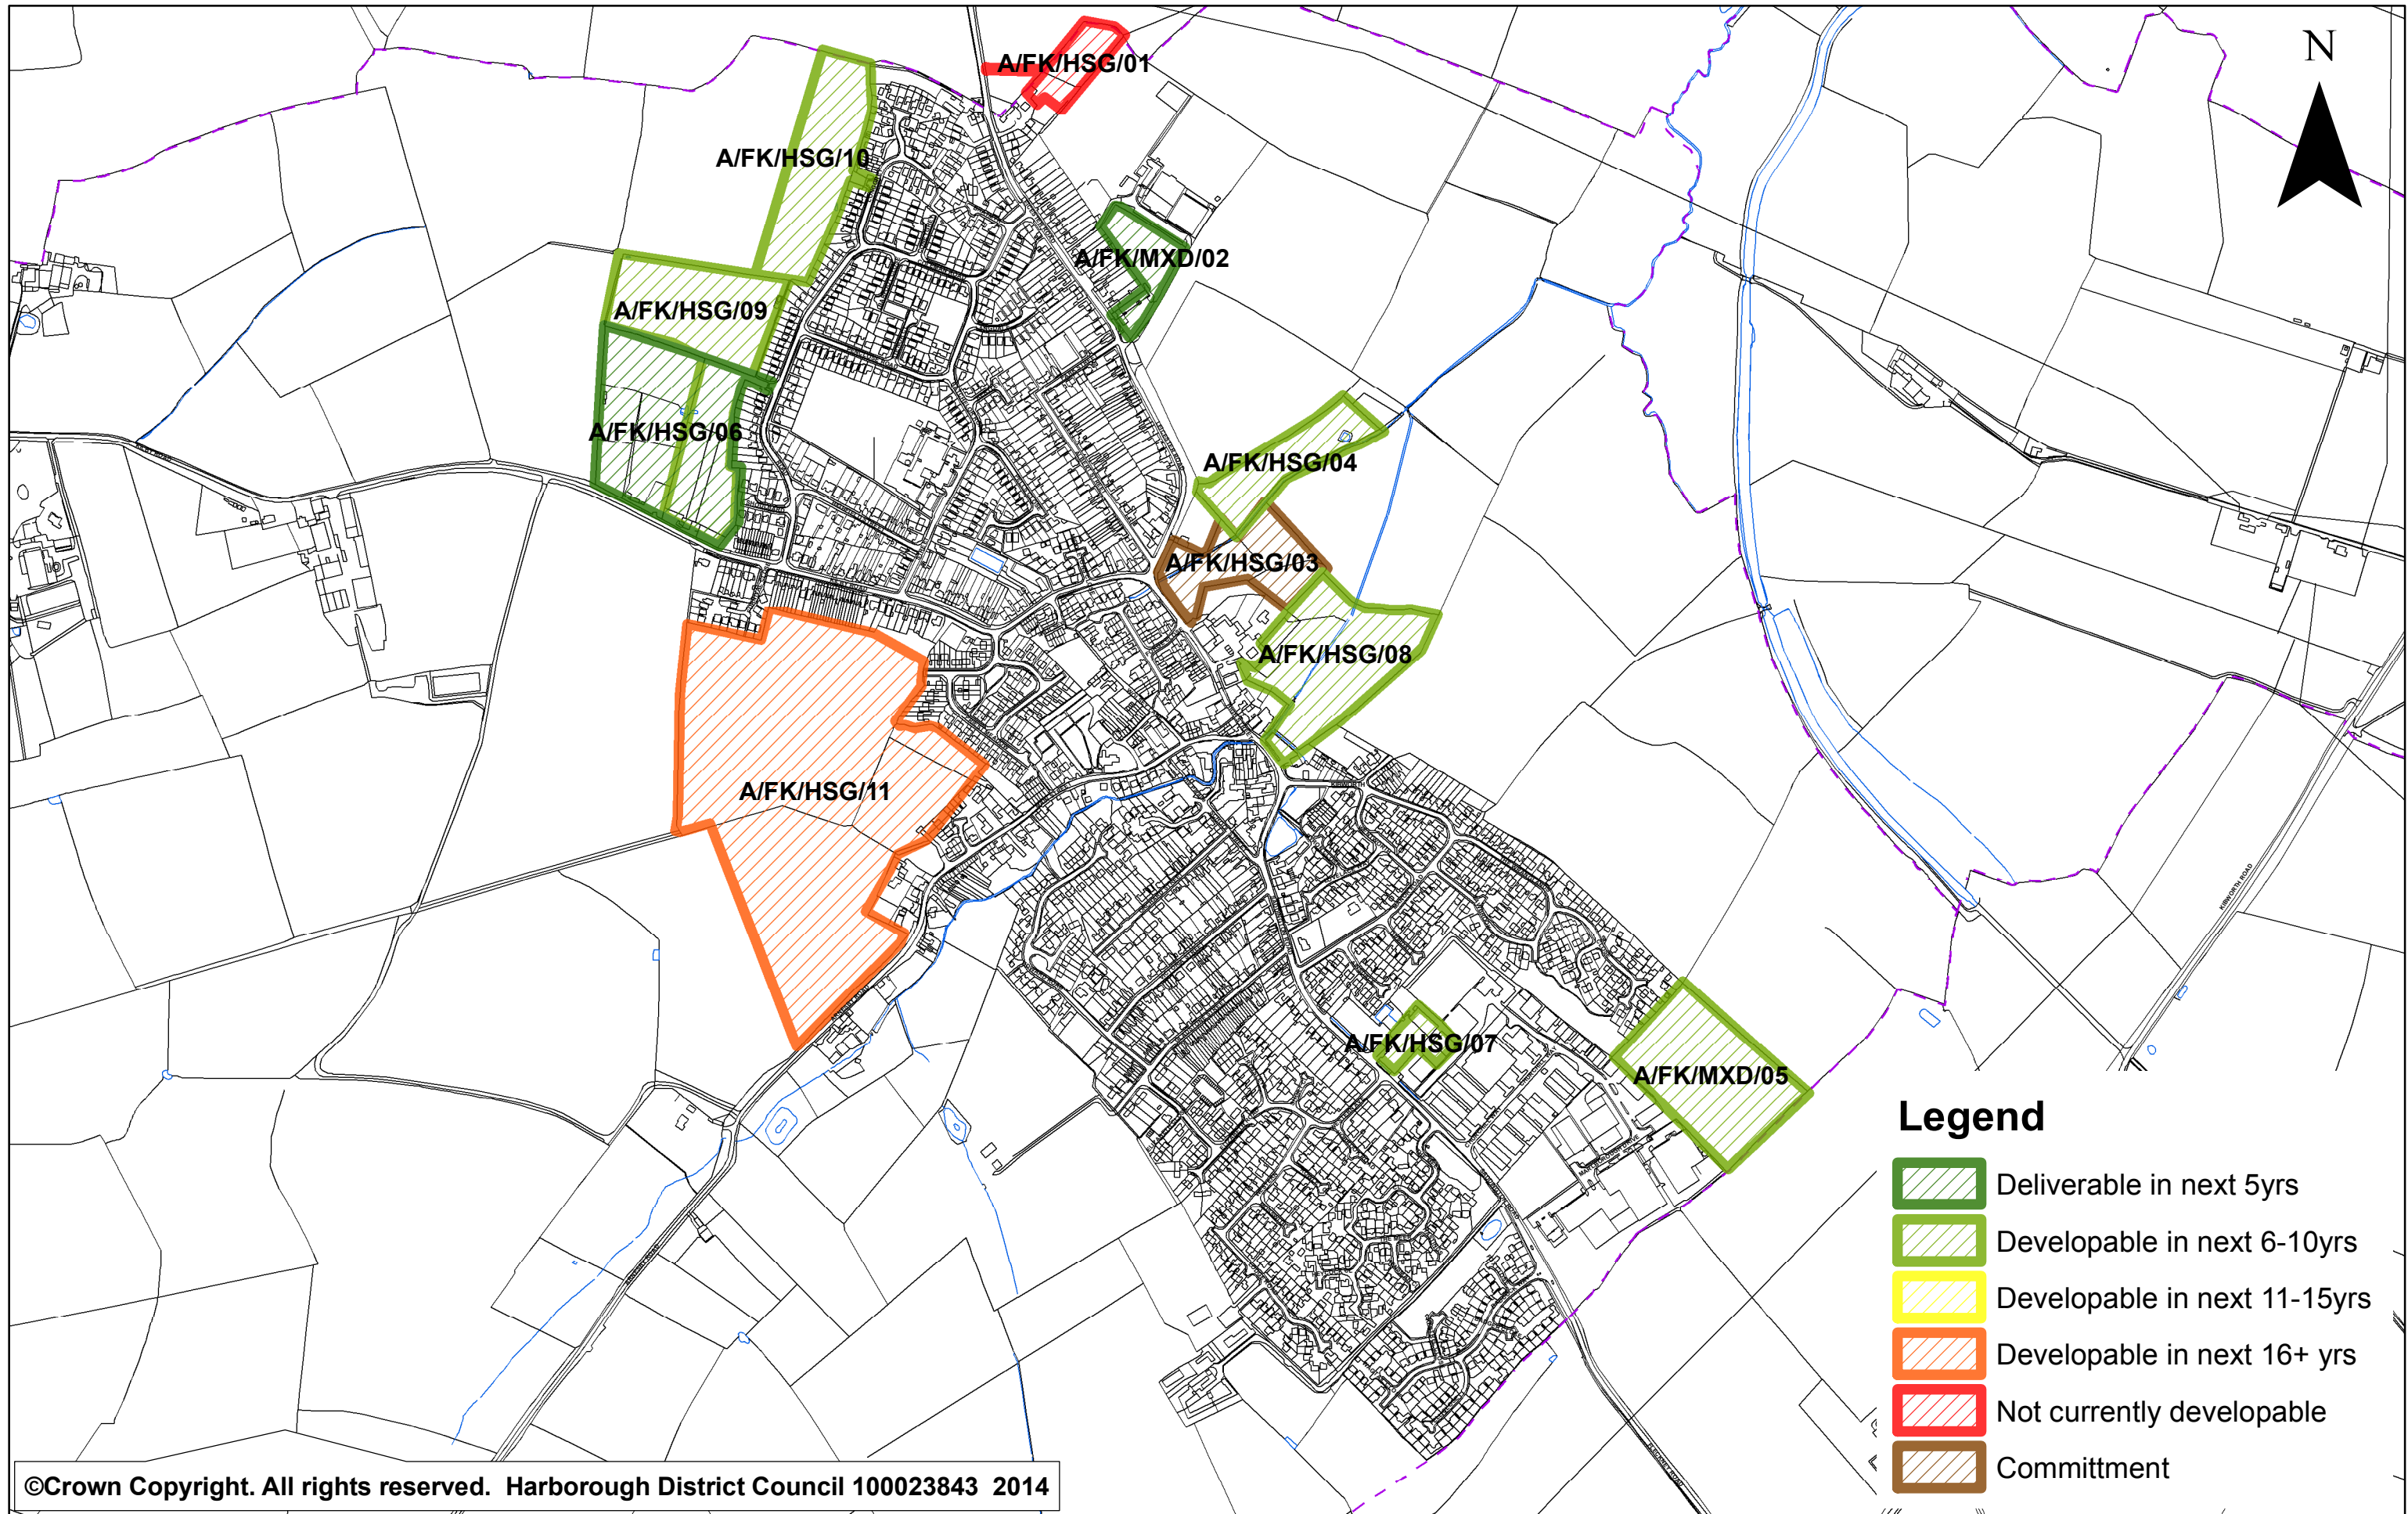 N
A/FK/HSG/01
A/FK/HSG/10
A/FK/MXD/02
A/FK/HSG/09
A/FK/HSG/06
A/FK/HSG/04
A/FK/HSG/03
A/FK/HSG/08
A/FK/HSG/11
KIBWORTH ROAD
A/FK/HSG/07
A/FK/MXD/05
Legend
Deliverable in next 5yrs
Developable in next 6-10yrs
Developable in next 11-15yrs
Developable in next 16+ yrs
Not currently developable
Committment
©Crown Copyright. All rights reserved. Harborough District Council 100023843 2014